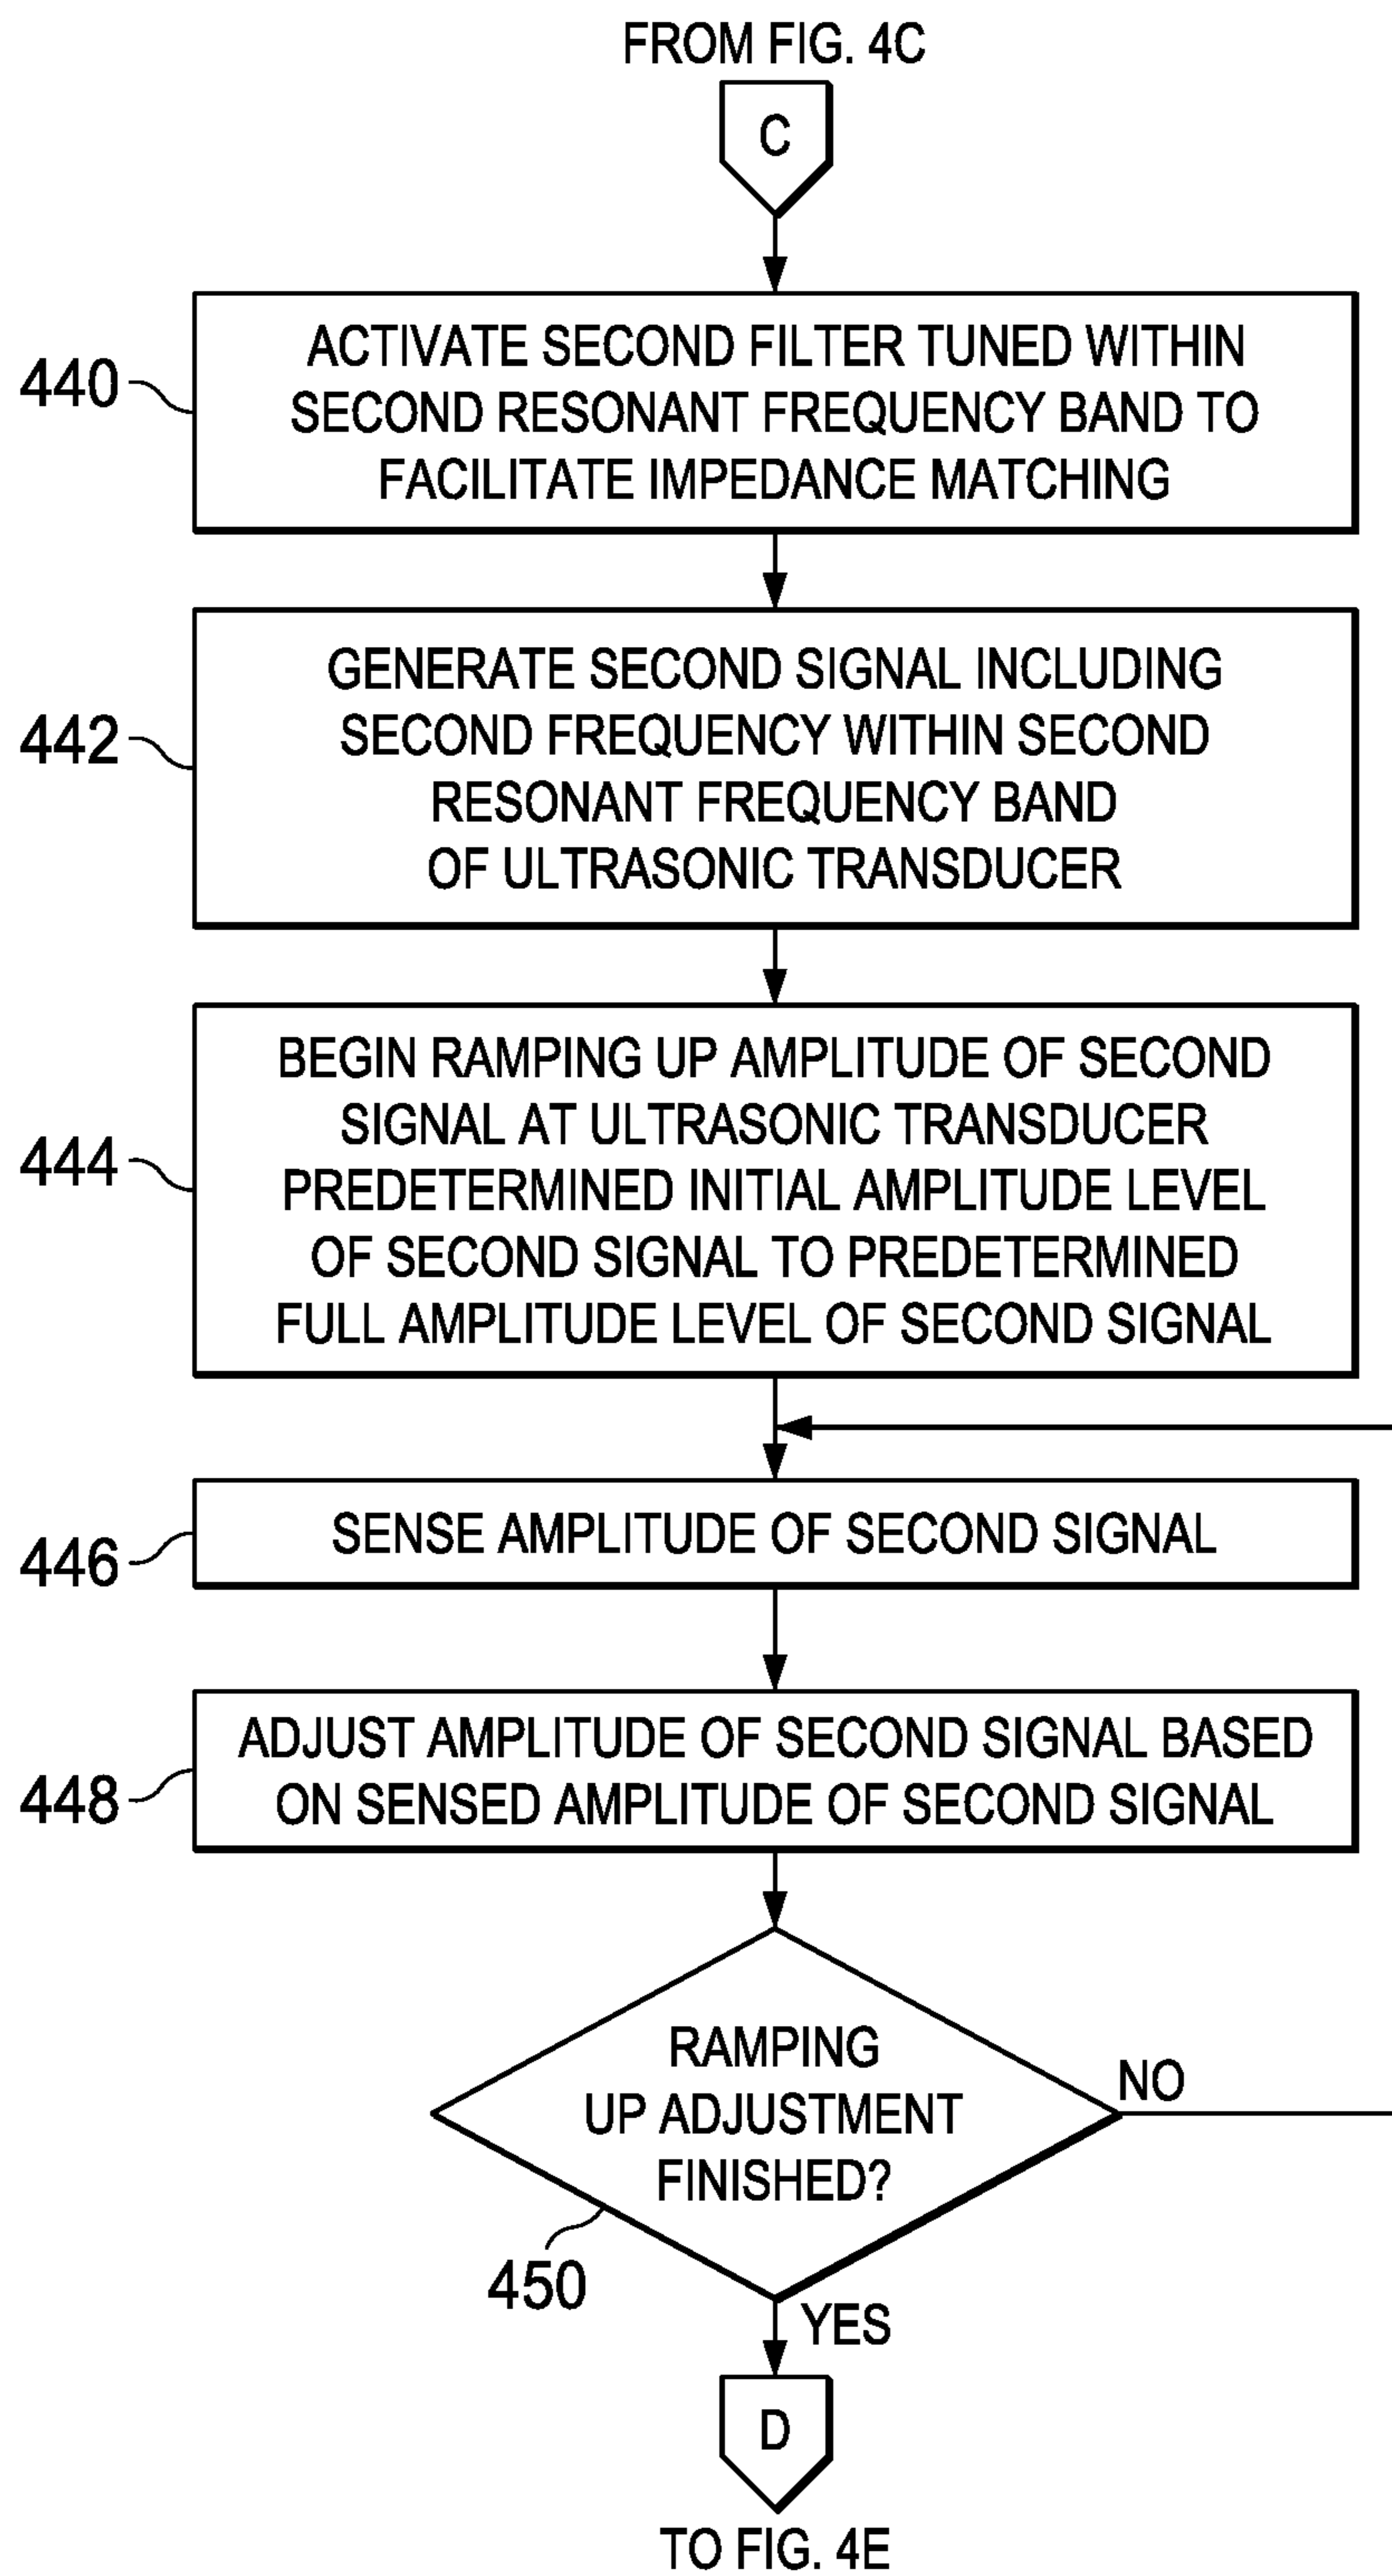 FROM FIG. 4C
C
440
ACTIVATE SECOND FILTER TUNED WITHIN
SECOND RESONANT FREQUENCY BAND TO
FACILITATE IMPEDANCE MATCHING
442
GENERATE SECOND SIGNAL INCLUDING
SECOND FREQUENCY WITHIN SECOND
RESONANT FREQUENCY BAND
OF ULTRASONIC TRANSDUCER
444
BEGIN RAMPING UP AMPLITUDE OF SECOND
SIGNAL AT ULTRASONIC TRANSDUCER
PREDETERMINED INITIAL AMPLITUDE LEVEL
OF SECOND SIGNAL TO PREDETERMINED
FULL AMPLITUDE LEVEL OF SECOND SIGNAL
446
SENSE AMPLITUDE OF SECOND SIGNAL
448
ADJUST AMPLITUDE OF SECOND SIGNAL BASED
ON SENSED AMPLITUDE OF SECOND SIGNAL
RAMPING
UP ADJUSTMENT
FINISHED?
NO
450
YES
D
TO FIG. 4E